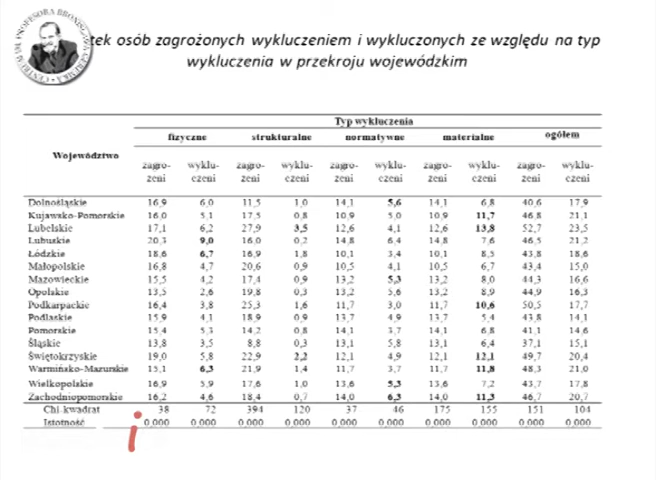 tek osób zagrożonych wykluczeniem i wykluczonych ze względu na typ
wykluczenia w przekroju wojewódzkim
Typ wykluczenia
Województwo fizyczne strukturalne normatywne materialne ogółem
zagro- wyklu- zagro- wyklu- zagro- wyklu- zagro- wyklu- zagro- wyklu-
żeni czeni żeni czeni żeni czeni żeni czeni żeni czeni
Dolnośląskie 16,9 6,0 11,5 1,0 14,1 5,6 14,1 6,8 40,6 17,9
Kujawsko-Pomorskie 16,0 5,1 17,5 0,8 10,9 5,0 10,9 11,7 46,8 21,1
Lubelskie 17,1 6,2 27,9 3,5 12,6 4,1 12,6 13,8 52,7 23,5
Lubuskie 20,3 9,0 16,0 0,2 14,8 6,4 14,8 7,6 46,5 21,2
Łódzkie 18,6 6,7 16,9 1,8 10,1 3,4 10,1 8,5 43,8 18,6
Małopolskie 16,8 4,7 20,6 0,9 10,5 4,1 10,5 6,7 43,4 15,0
Mazowieckie 15,5 4,2 17,4 0,9 13,2 5,3 13,2 8,0 44,3 16,6
Opolskie 13,5 2,6 19,8 0,3 13,2 5,6 13,2 8,9 44,9 16,3
Podkarpackie 16,4 3,8 25,3 1,6 11,7 3,0 11,7 10,6 50,5 17,7
Podlaskie 15,9 4,1 18,9 0,9 13,7 4,9 13,7 5,4 43,8 14,1
Pomorskie 15,4 5,3 14,2 0,8 14,1 3,7 14,1 6,8 41,1 14,6
Śląskie 13,8 3,5 8,8 0,3 13,1 5,8 13,1 6,4 37,1 15,1
Świętokrzyskie 19,0 5,8 22,9 2,2 12,1 4,9 12,1 12,1 49,7 20,4
Warmińsko-Mazurskie 15,1 6,3 21,9 1,4 11,7 3,7 11,7 11,8 48,3 21,0
Wielkopolskie 16,9 5,9 17,6 1,0 13,6 5,3 13,6 7,2 43,7 17,8
Zachodniopomorskie 16,2 4,6 18,4 0,7 14,0 6,3 14,0 11,3 46,7 20,7
Chi-kwadrat 38 72 394 120 37 46 175 155 151 104
Istotność 0,000 0,000 0,000 0,000 0,000 0,000 0,000 0,000 0,000 0,000